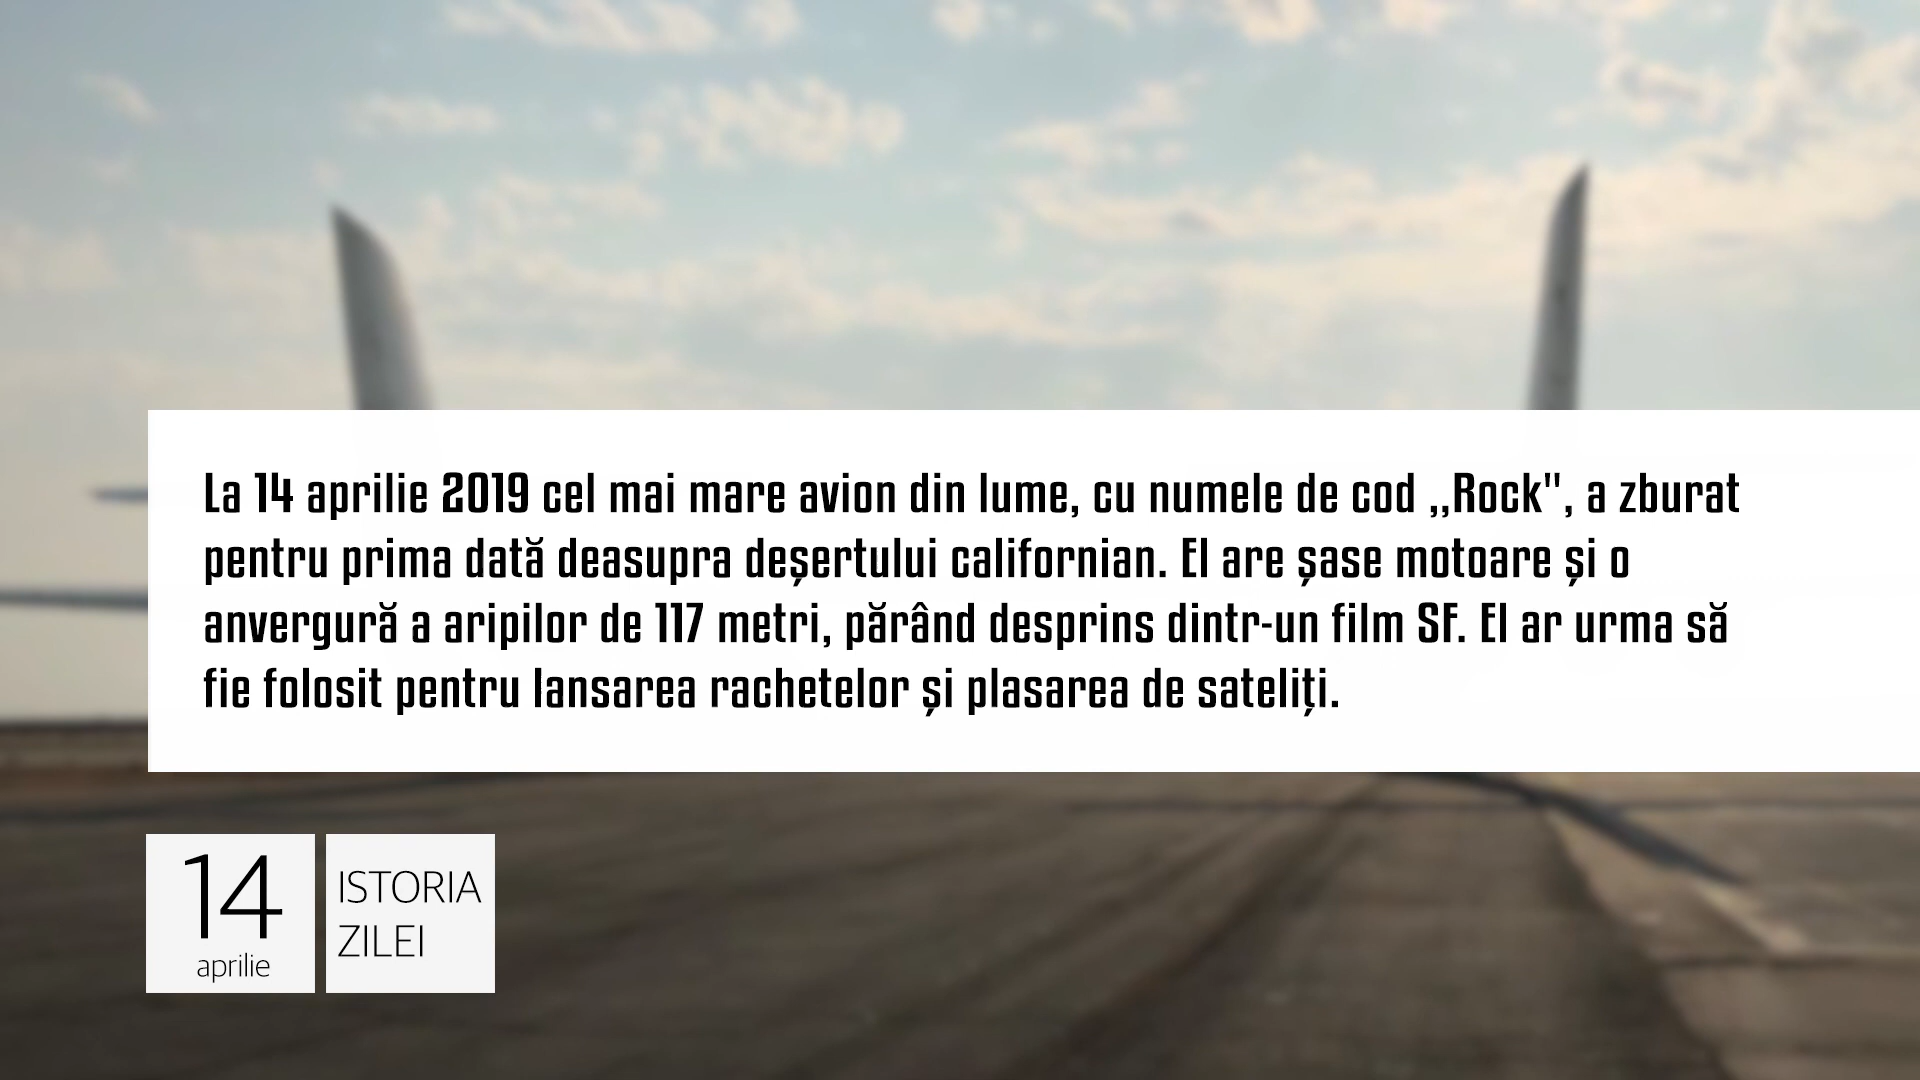 La 14 aprilie 2019 cel mai mare avion din lume, cu numele de cod ,,Rock", a zburat
pentru prima dată deasupra deșertului californian. El are șase motoare și o
anvergură a aripilor de 117 metri, părând desprins dintr-un film SF. El ar urma să
fie folosit pentru lansarea rachetelor și plasarea de sateliți.
14
aprilie
ISTORIA
ZILEI